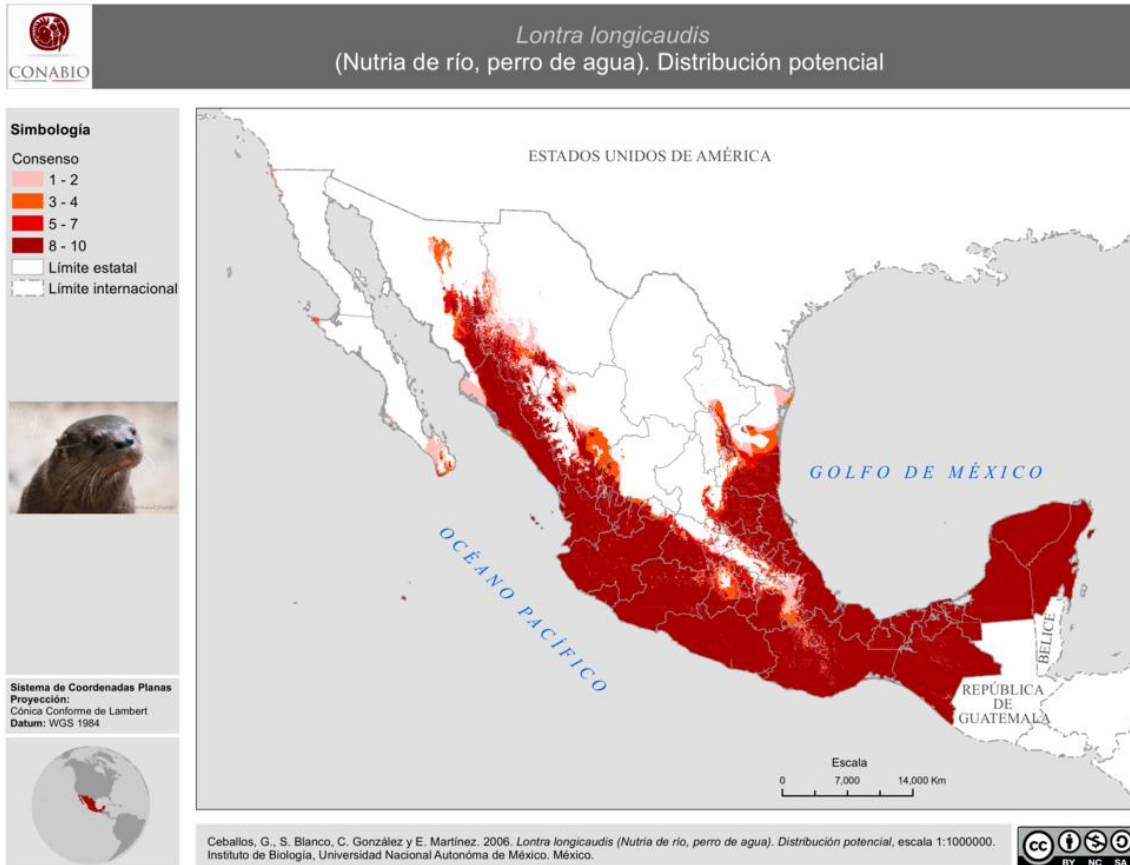 CONABIO
Lontra longicaudis
(Nutria de río, perro de agua). Distribución potencial
Simbología
Consenso
1 - 2
3 - 4
5 - 7
8 - 10
Límite estatal
Límite internacional
Sistema de Coordenadas Planas
Proyección:
Cónica Conforme de Lambert
Datum: WGS 1984
ESTADOS UNIDOS DE AMÉRICA
GOLFO DE MÉXICO
OCÉANO PACÍFICO
BELICE
REPÚBLICA
DE
GUATEMALA
Escala
0 7,000 14,000 Km
Ceballos, G., S. Blanco, C. González y E. Martínez. 2006. Lontra longicaudis (Nutria de río, perro de agua). Distribución potencial, escala 1:1000000.
Instituto de Biología, Universidad Nacional Autónoma de México. México.
cc
BY NC SA